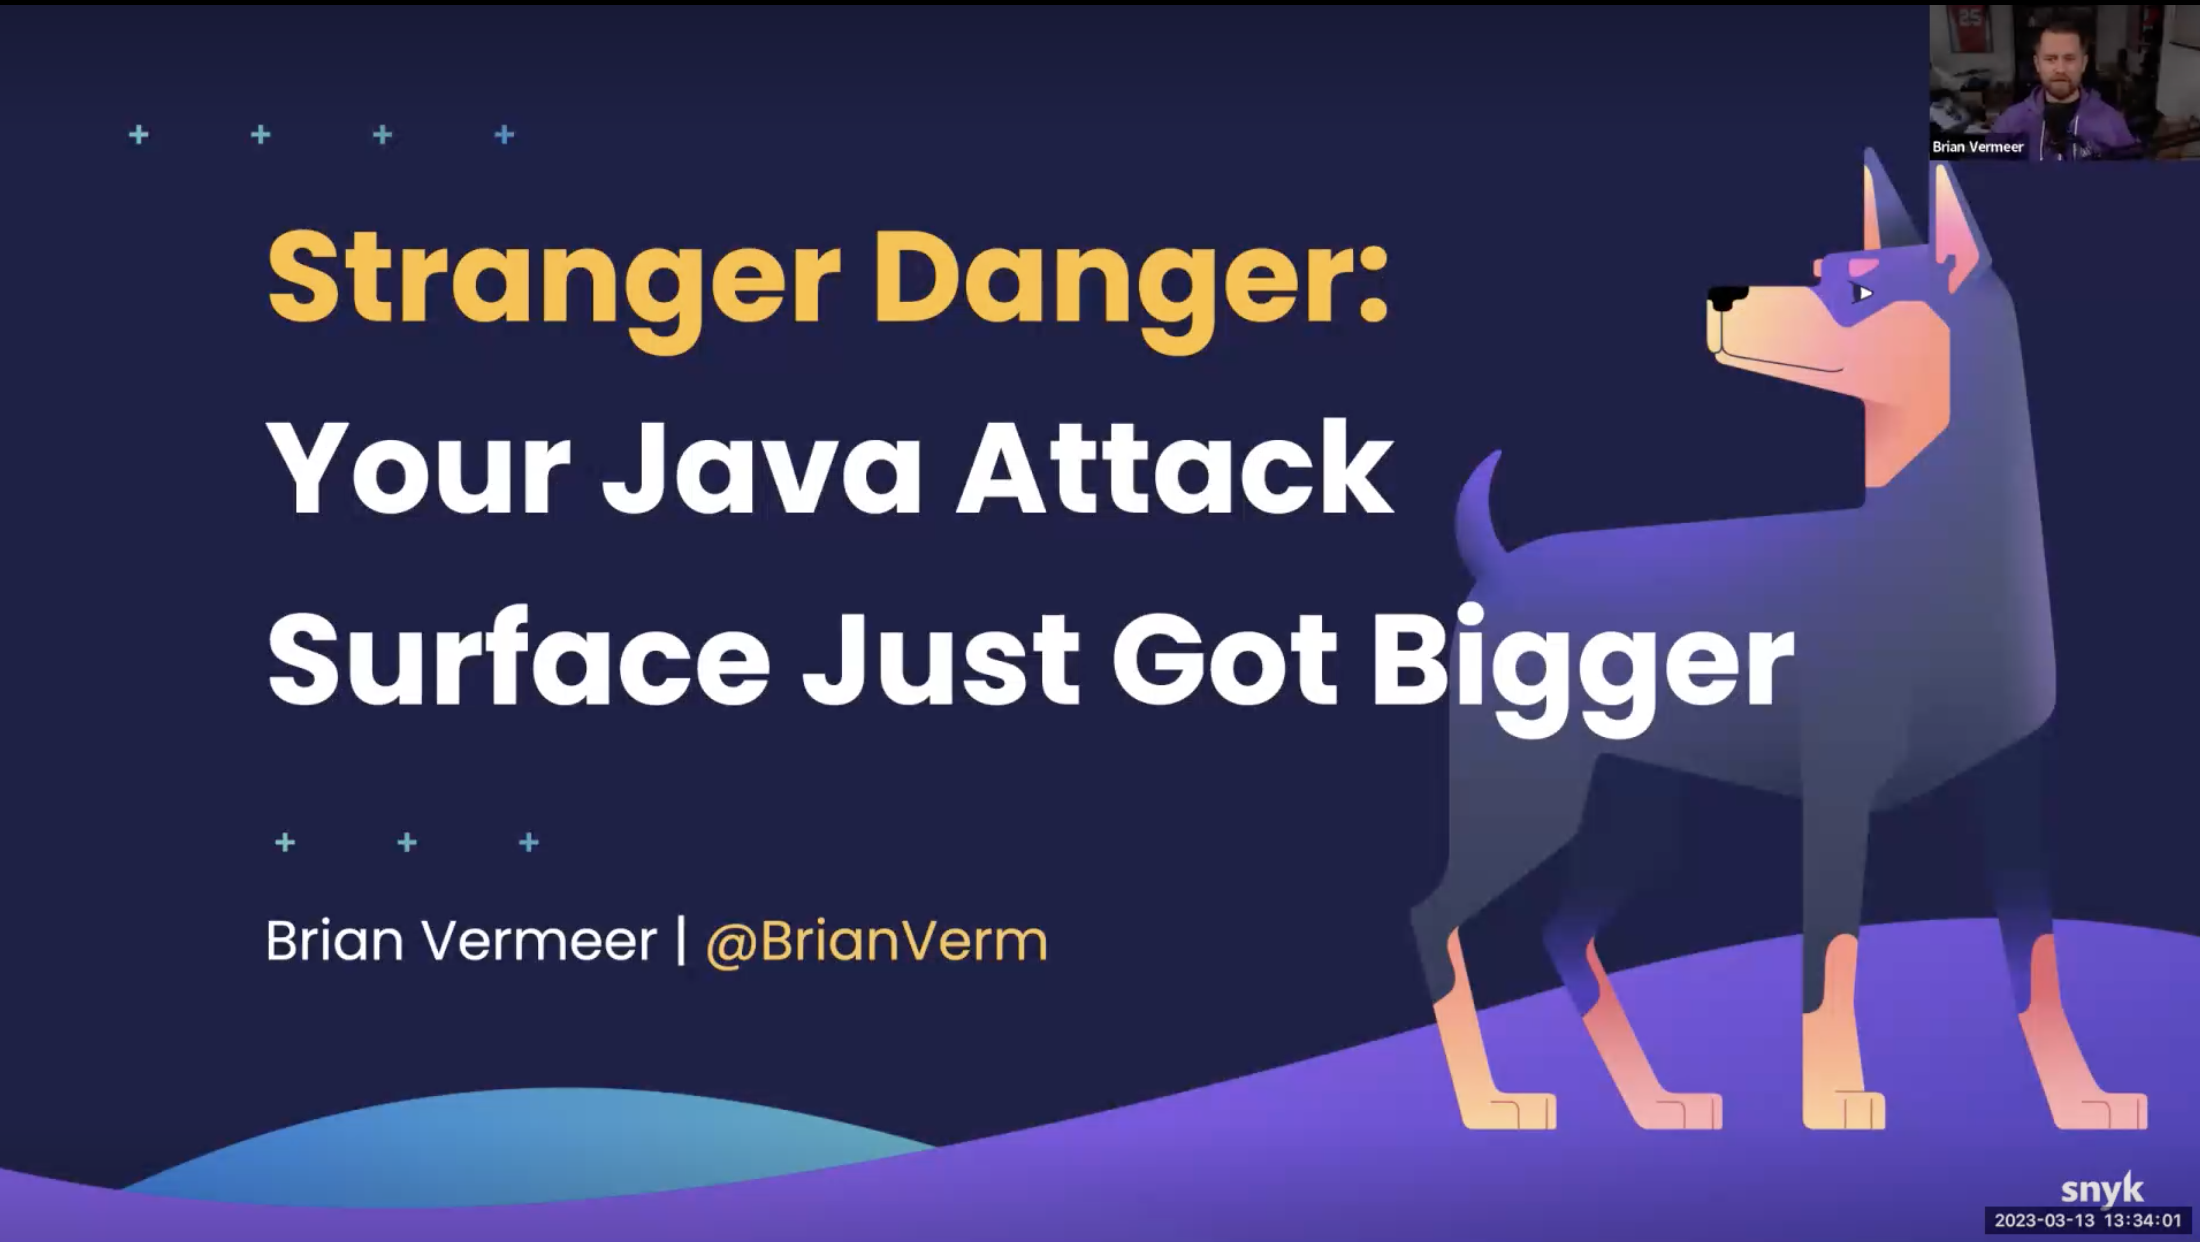 25
Brian Vermeer
Stranger Danger:
Your Java Attack
Surface Just Got Bigger
Brian Vermeer | @BrianVerm
snyk
2023-03-13 13:34:01